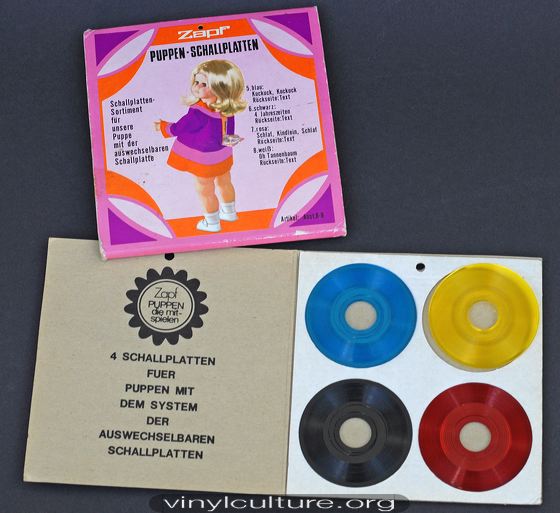 Zapf
PUPPEN-SCHALLPLATTEN
Schallplatten-
Sortiment
für
unsere
Puppe
mit der
auswechselbaren
Schallplatte
5. blau:
Kuckuck, Kuckuck
Rückseite: Text
6. schwarz:
4 Jahreszeiten
Rückseite: Text
7. rosa:
Schlaf, Kindlein, Schlaf
Rückseite: Text
8. weiß:
Oh Tannenbaum
Rückseite: Text
Artikel:
Zapf
PUPPEN
die mit-
spielen
4 SCHALLPLATTEN
FUER
PUPPEN MIT
DEM SYSTEM
DER
AUSWECHSELBAREN
SCHALLPLATTEN
vinylculture.org